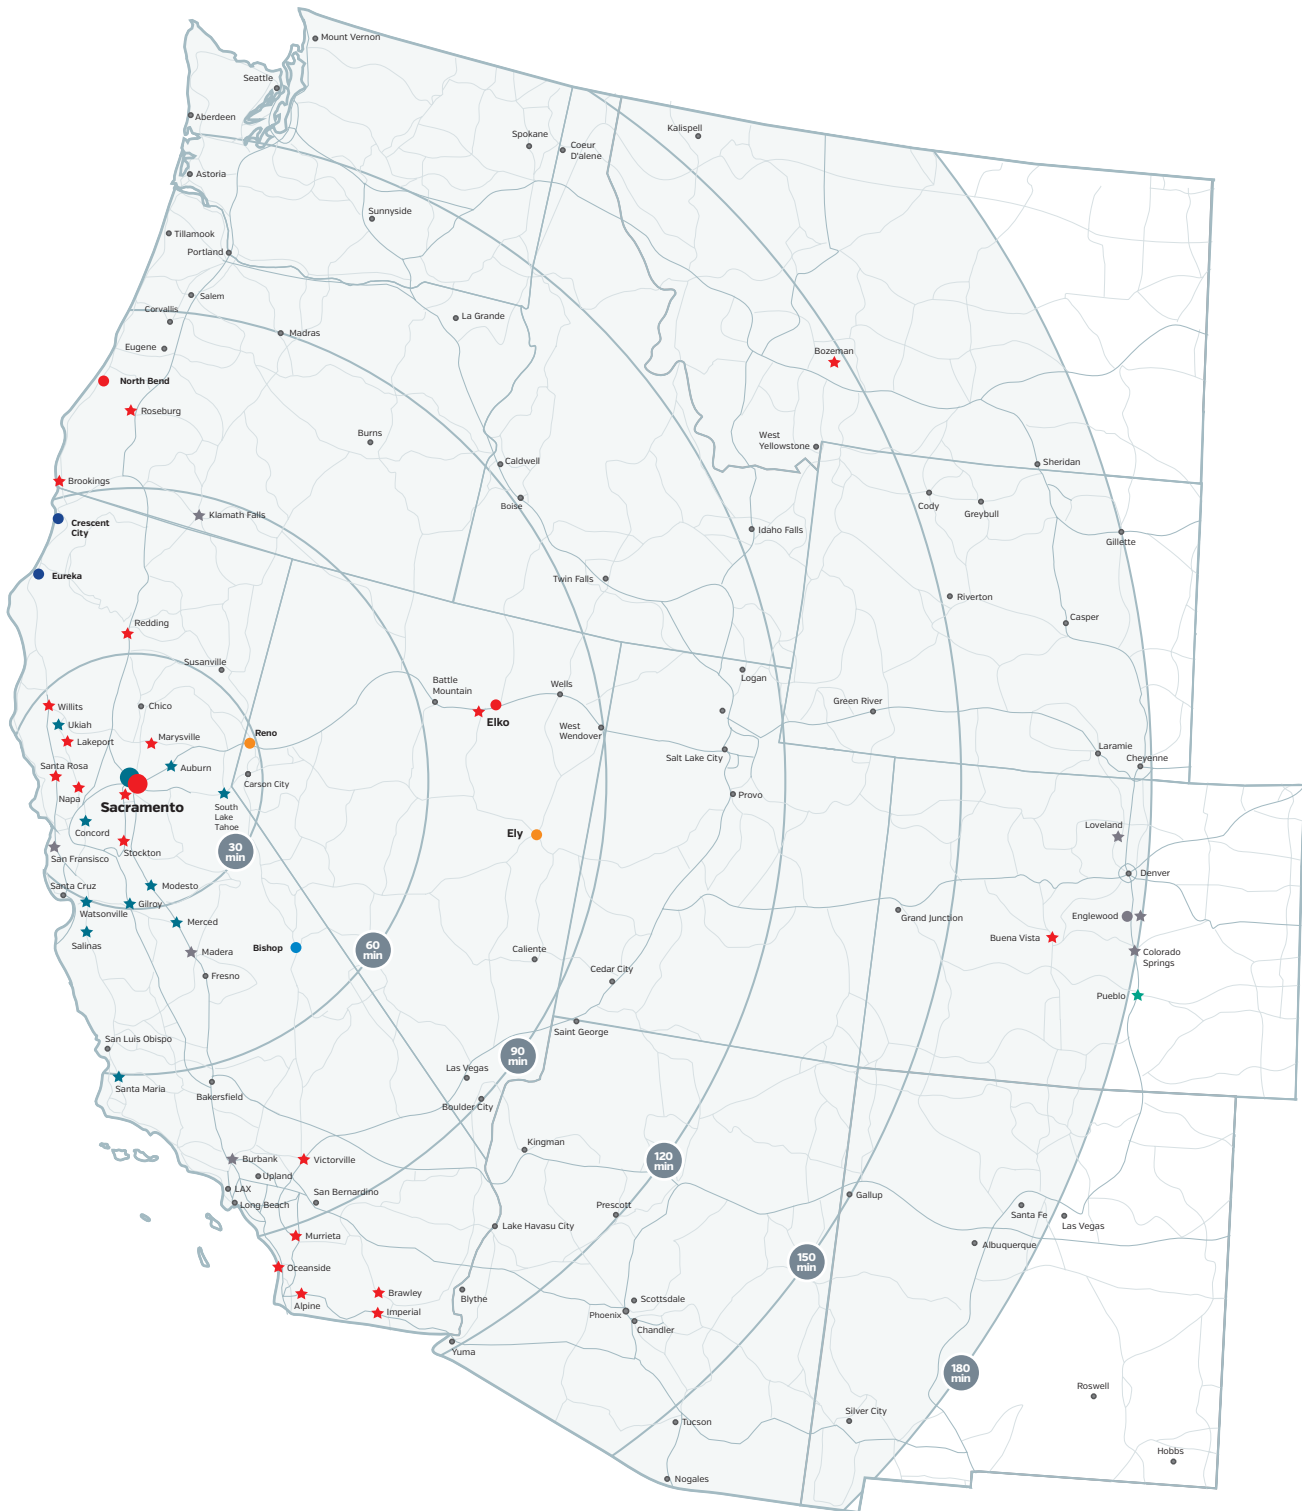 Mount Vernon
Seattle
Aberdeen
Spokane
Coeur
D'alene
Kalispell
Astoria
Sunnyside
Tillamook
Portland
Salem
Corvallis
La Grande
Madras
Eugene
Bozeman
North Bend
Roseburg
Burns
West
Yellowstone
Caldwell
Sheridan
Brookings
Boise
Cody
Greybull
Klamath Falls
Crescent
City
Idaho Falls
Gillette
Eureka
Twin Falls
Riverton
Redding
Casper
Susanville
Logan
Battle
Mountain
Wells
Willits
Chico
Green River
Elko
Ukiah
West
Wendover
Reno
Lakeport
Marysville
Laramie
Salt Lake City
Cheyenne
Santa Rosa
Auburn
Carson City
Napa
Sacramento
Provo
South
Lake
Tahoe
Concord
Loveland
Ely
30
min
Stockton
San Fransisco
Denver
Santa Cruz
Modesto
Watsonville
Gilroy
Englewood
Grand Junction
Merced
Buena Vista
Salinas
Bishop
60
min
Madera
Caliente
Colorado
Springs
Fresno
Cedar City
Pueblo
Saint George
San Luis Obispo
90
min
Las Vegas
Santa Maria
Bakersfield
Boulder City
Kingman
Burbank
Victorville
120
min
Upland
LAX
San Bernardino
Long Beach
Gallup
Prescott
Santa Fe
Las Vegas
Lake Havasu City
Murrieta
Albuquerque
150
min
Oceanside
Brawley
Blythe
Alpine
Imperial
Scottsdale
Phoenix
Chandler
Yuma
180
min
Roswell
Silver City
Tucson
Hobbs
Nogales